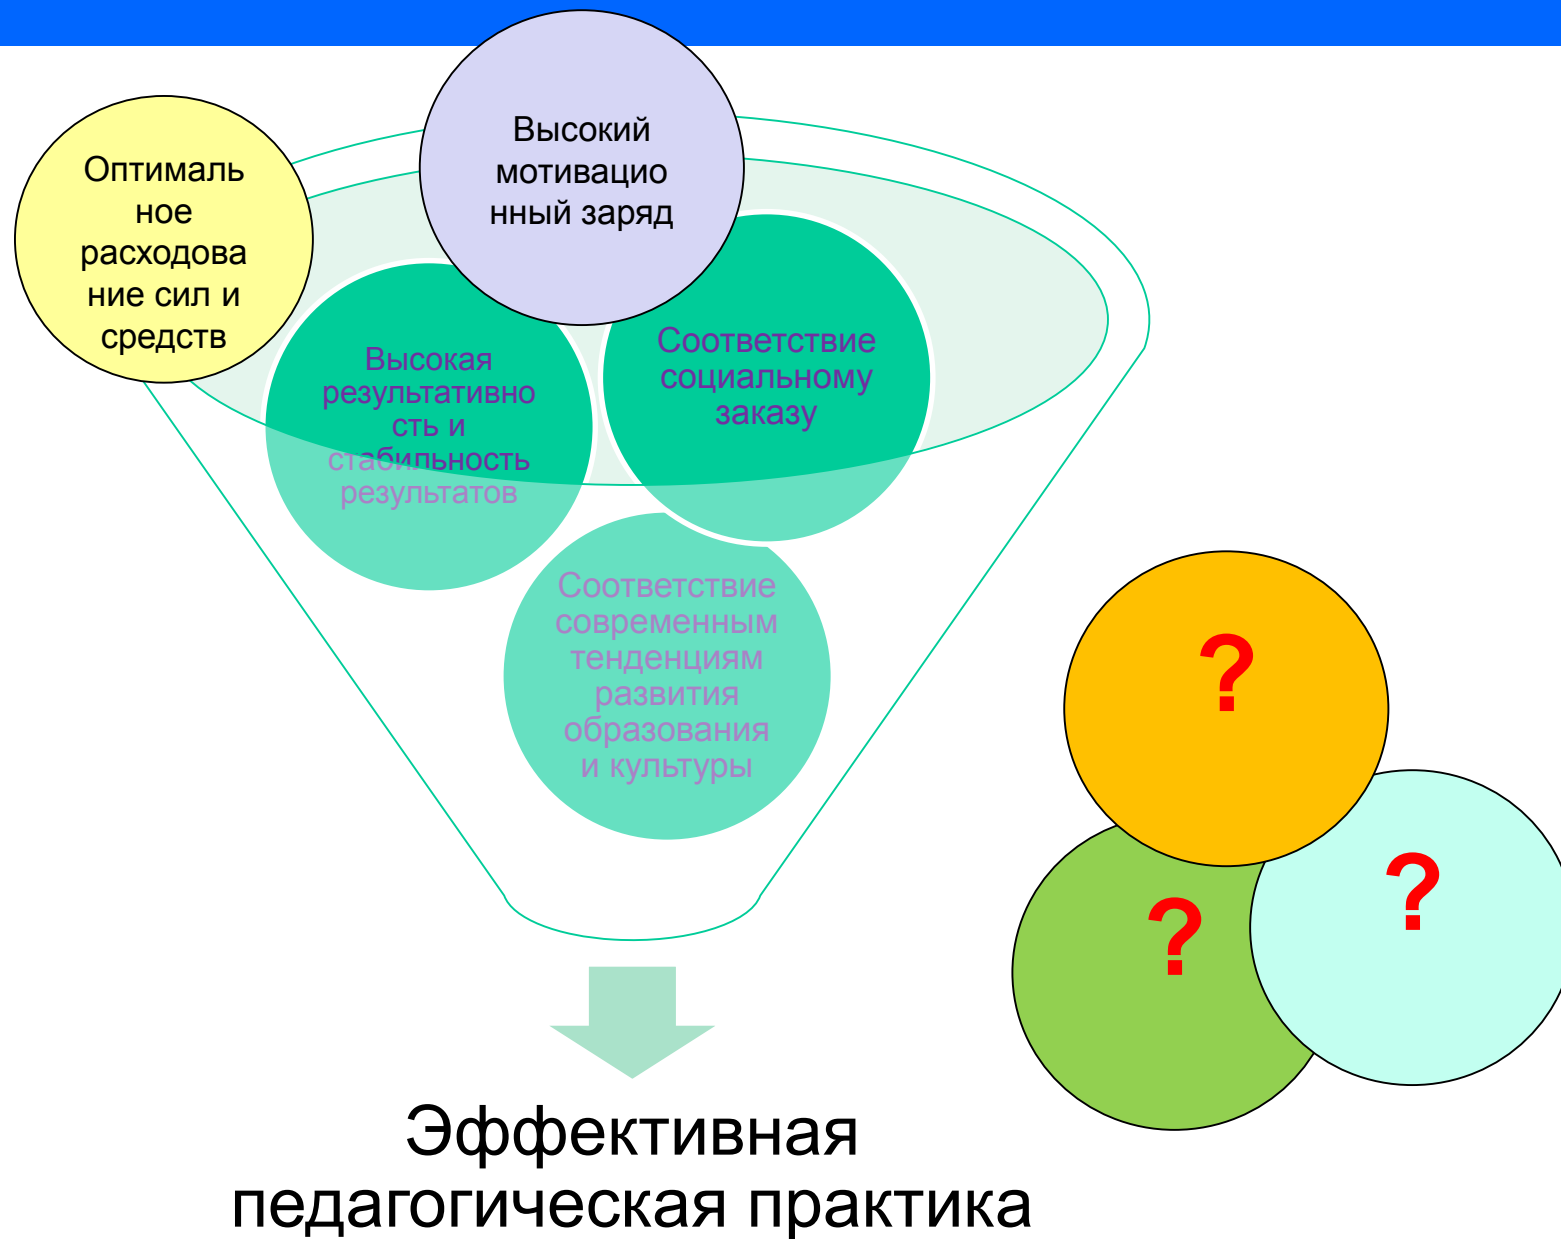 Оптималь
ное
расходова
ние сил и
средств
Высокий
мотивацио
нный заряд
Высокая
результативно
сть и
стабильность
результатов
Соответствие
социальному
заказу
Соответствие
современным
тенденциям
развития
образования
и культуры
?
?
?
Эффективная
педагогическая практика